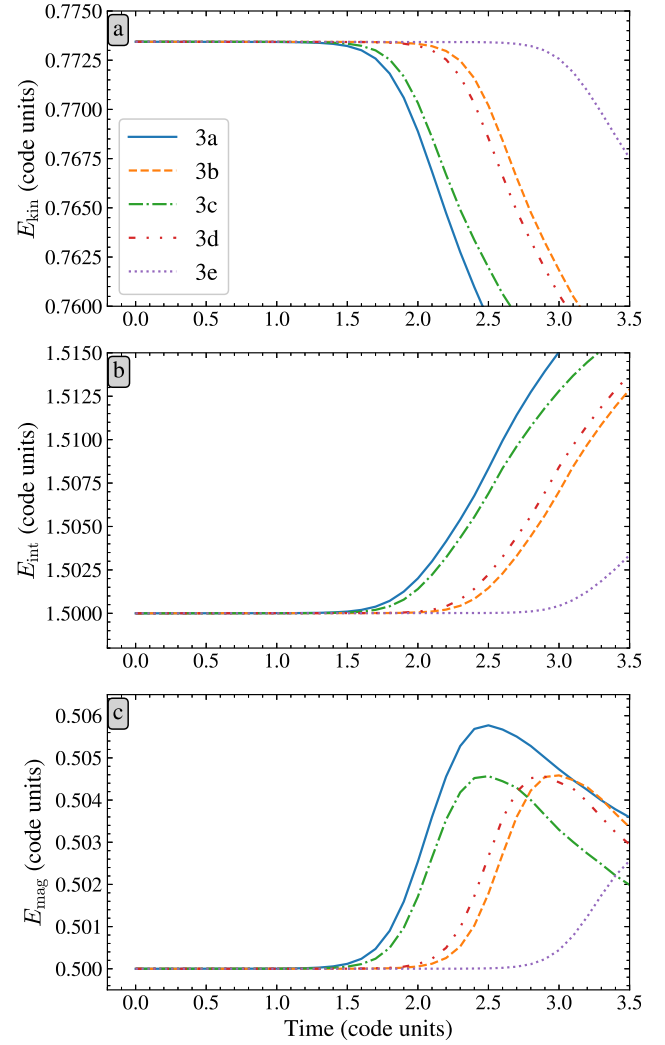 a
0.7750
0.7725
0.7700
0.7675
0.7650
0.7625
0.7600
E_kin (code units)
3a
3b
3c
3d
3e
0.0 0.5 1.0 1.5 2.0 2.5 3.0 3.5
b
1.5150
1.5125
1.5100
1.5075
1.5050
1.5025
1.5000
E_int (code units)
0.0 0.5 1.0 1.5 2.0 2.5 3.0 3.5
c
0.506
0.505
0.504
0.503
0.502
0.501
0.500
E_mag (code units)
0.0 0.5 1.0 1.5 2.0 2.5 3.0 3.5
Time (code units)